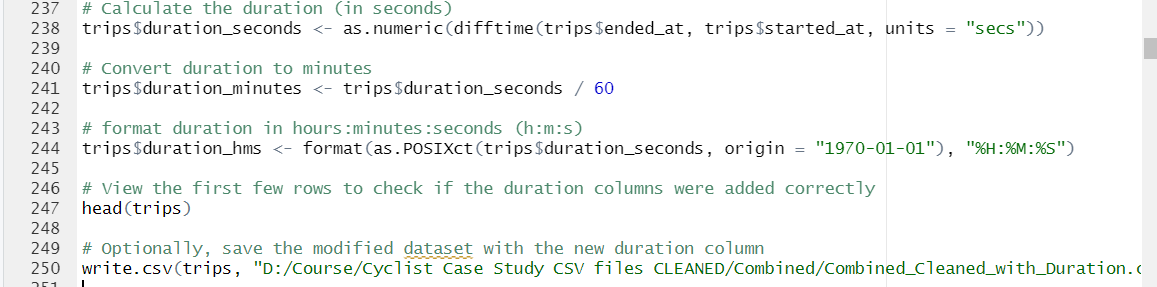 237 # Calculate the duration (in seconds)
238 trips$duration_seconds <- as.numeric(difftime(trips$ended_at, trips$started_at, units = "secs"))
239
240 # Convert duration to minutes
241 trips$duration_minutes <- trips$duration_seconds / 60
242
243 # format duration in hours:minutes:seconds (h:m:s)
244 trips$duration_hms <- format(as.POSIXct(trips$duration_seconds, origin = "1970-01-01"), "%H:%M:%S")
245
246 # View the first few rows to check if the duration columns were added correctly
247 head(trips)
248
249 # Optionally, save the modified dataset with the new duration column
250 write.csv(trips, "D:/Course/Cyclist Case Study CSV files CLEANED/Combined/Combined_Cleaned_with_Duration.c
251